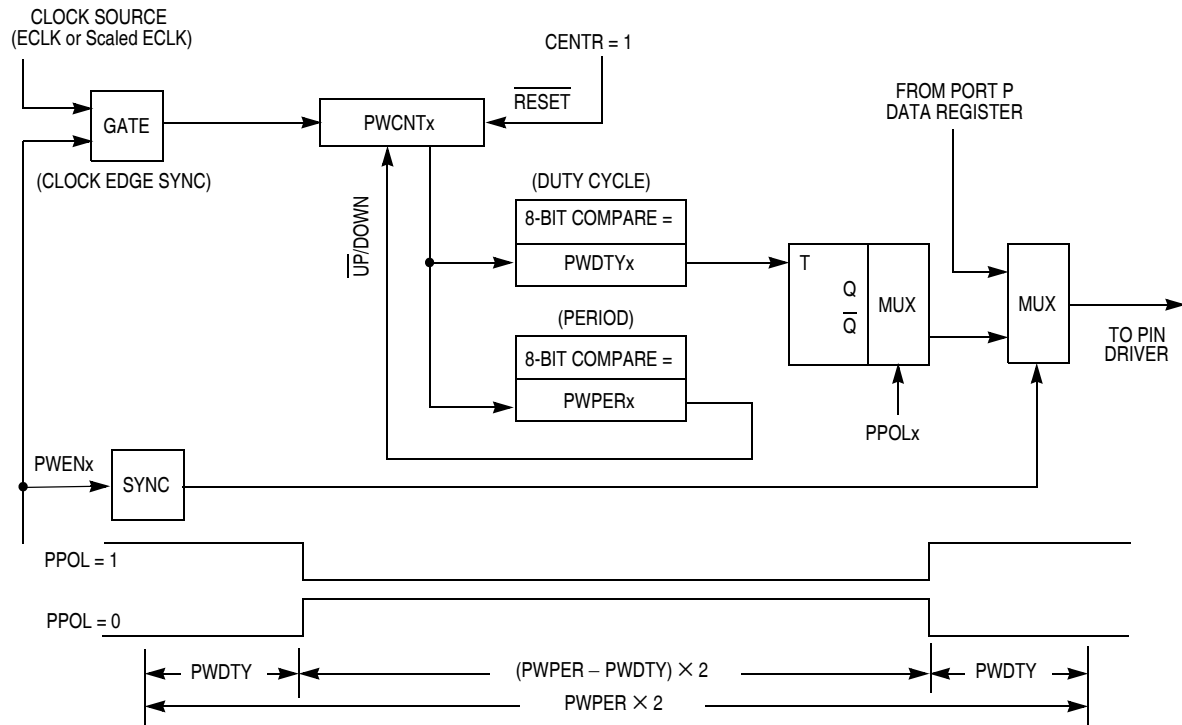 CLOCK SOURCE
(ECLK or Scaled ECLK)
CENTR = 1
RESET
FROM PORT P
DATA REGISTER
GATE
PWCNTx
(CLOCK EDGE SYNC)
UP/DOWN
(DUTY CYCLE)
8-BIT COMPARE =
PWDTYx
T
Q
Q
MUX
MUX
TO PIN
DRIVER
(PERIOD)
8-BIT COMPARE =
PWPERx
PPOLx
PWENx
SYNC
PPOL = 1
PPOL = 0
PWDTY
(PWPER – PWDTY) × 2
PWDTY
PWPER × 2